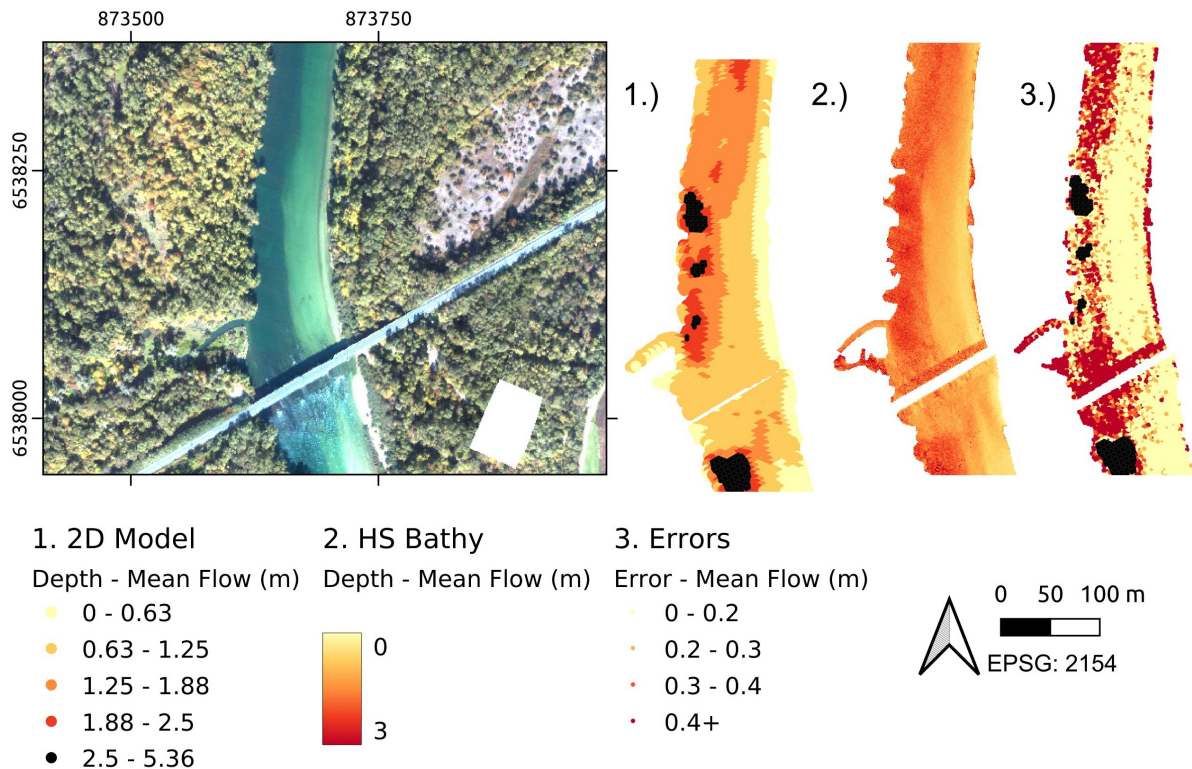 873500 873750
6538250
6538000
1.) 2.) 3.)
1. 2D Model
Depth - Mean Flow (m)
0 - 0.63
0.63 - 1.25
1.25 - 1.88
1.88 - 2.5
2.5 - 5.36
2. HS Bathy
Depth - Mean Flow (m)
0
3
3. Errors
Error - Mean Flow (m)
0 - 0.2
0.2 - 0.3
0.3 - 0.4
0.4+
0 50 100 m
EPSG: 2154